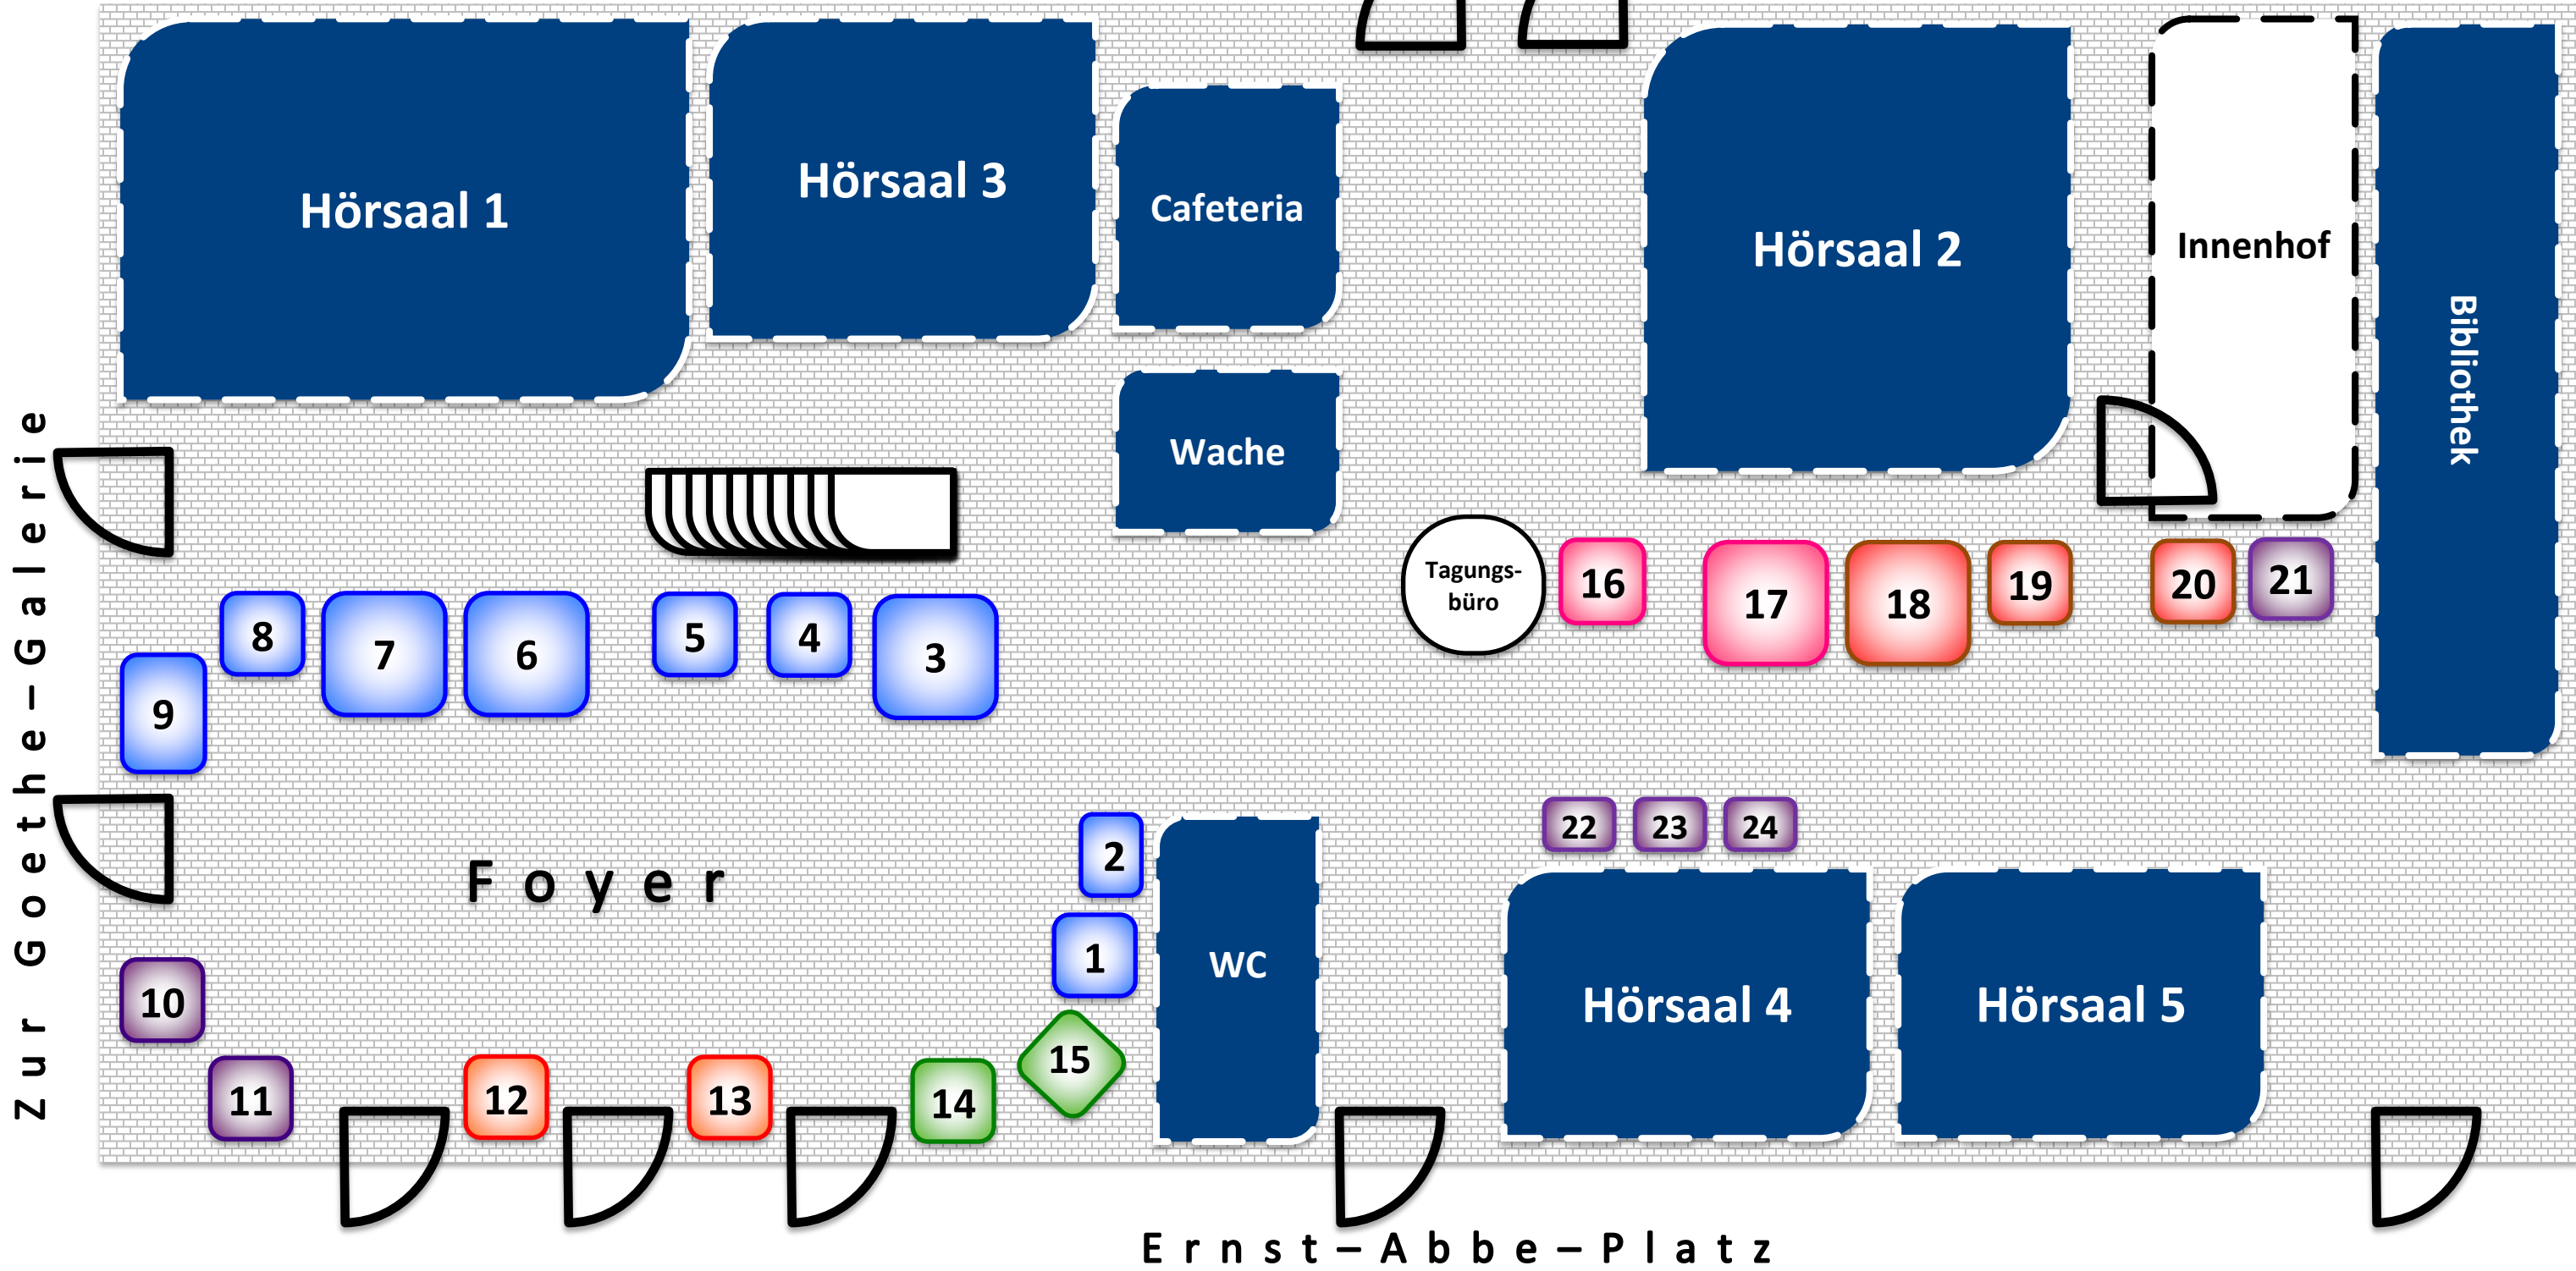 Hörsaal 1
Hörsaal 3
Cafeteria
Hörsaal 2
Innenhof
Bibliothek
Wache
Zur Goethe–Galerie
Tagungs-
büro
16
17
18
19
20
21
8
7
6
5
4
3
9
22
23
24
2
Foyer
1
WC
Hörsaal 4
Hörsaal 5
10
11
12
13
14
15
Ernst–Abbe–Platz